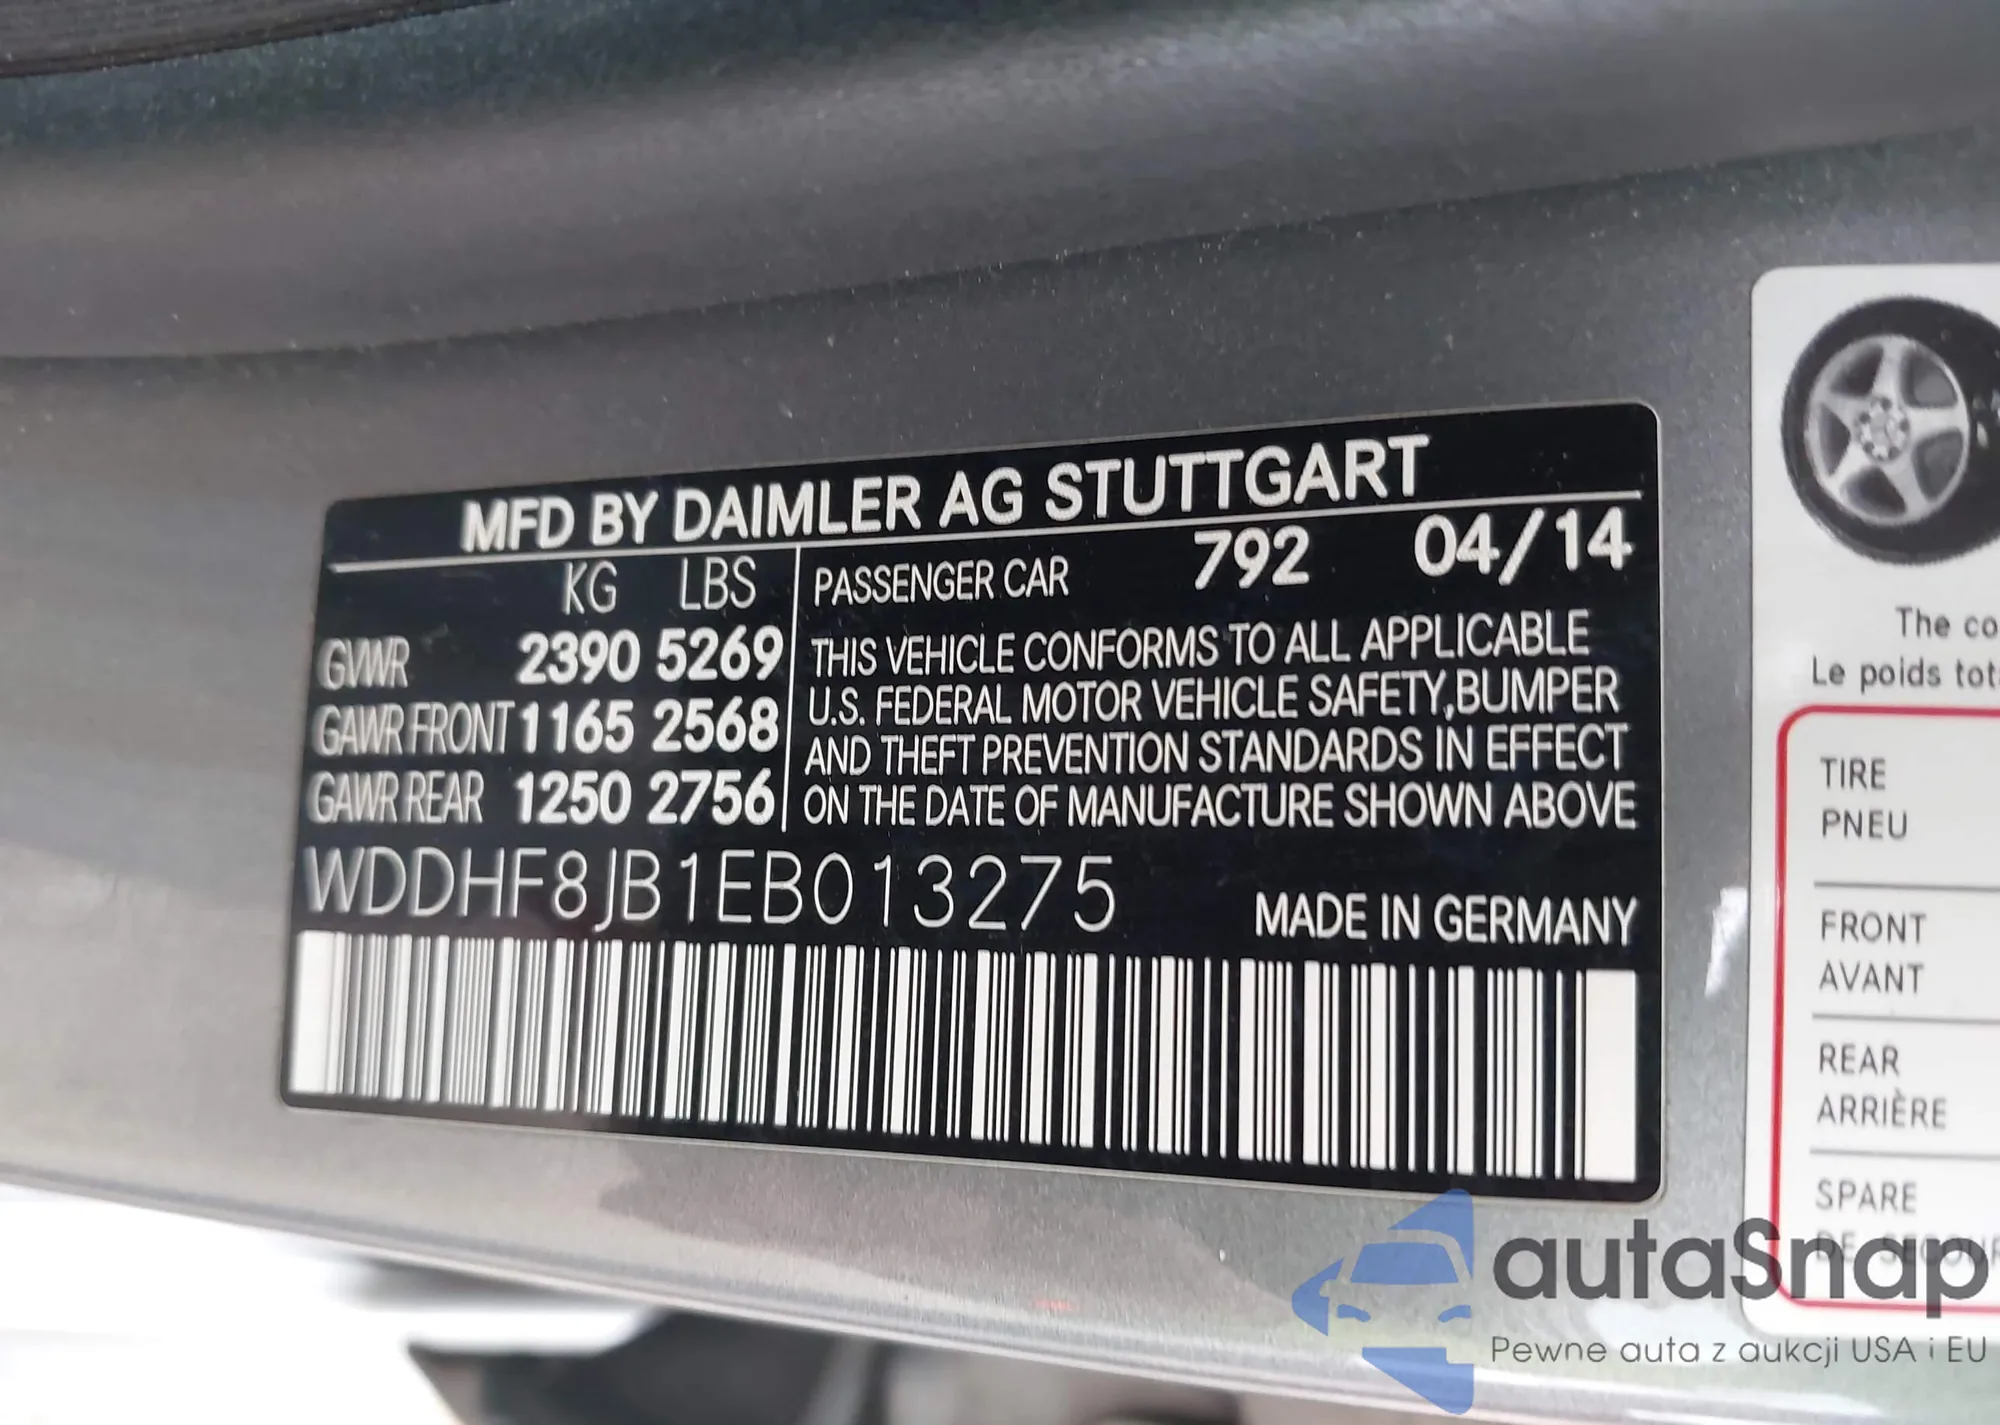 MFD BY DAIMLER AG STUTTGART
KG LBS
GVWR 2390 5269
GAWR FRONT 1165 2568
GAWR REAR 1250 2756
PASSENGER CAR 792 04/14
THIS VEHICLE CONFORMS TO ALL APPLICABLE
U.S. FEDERAL MOTOR VEHICLE SAFETY,BUMPER
AND THEFT PREVENTION STANDARDS IN EFFECT
ON THE DATE OF MANUFACTURE SHOWN ABOVE
WDDHF8JB1EB013275
MADE IN GERMANY
The
Le poids
TIRE
PNEU
FRONT
AVANT
REAR
ARRIÈRE
SPARE
DE
autaSnap
Pewne auta z aukcji USA i EU